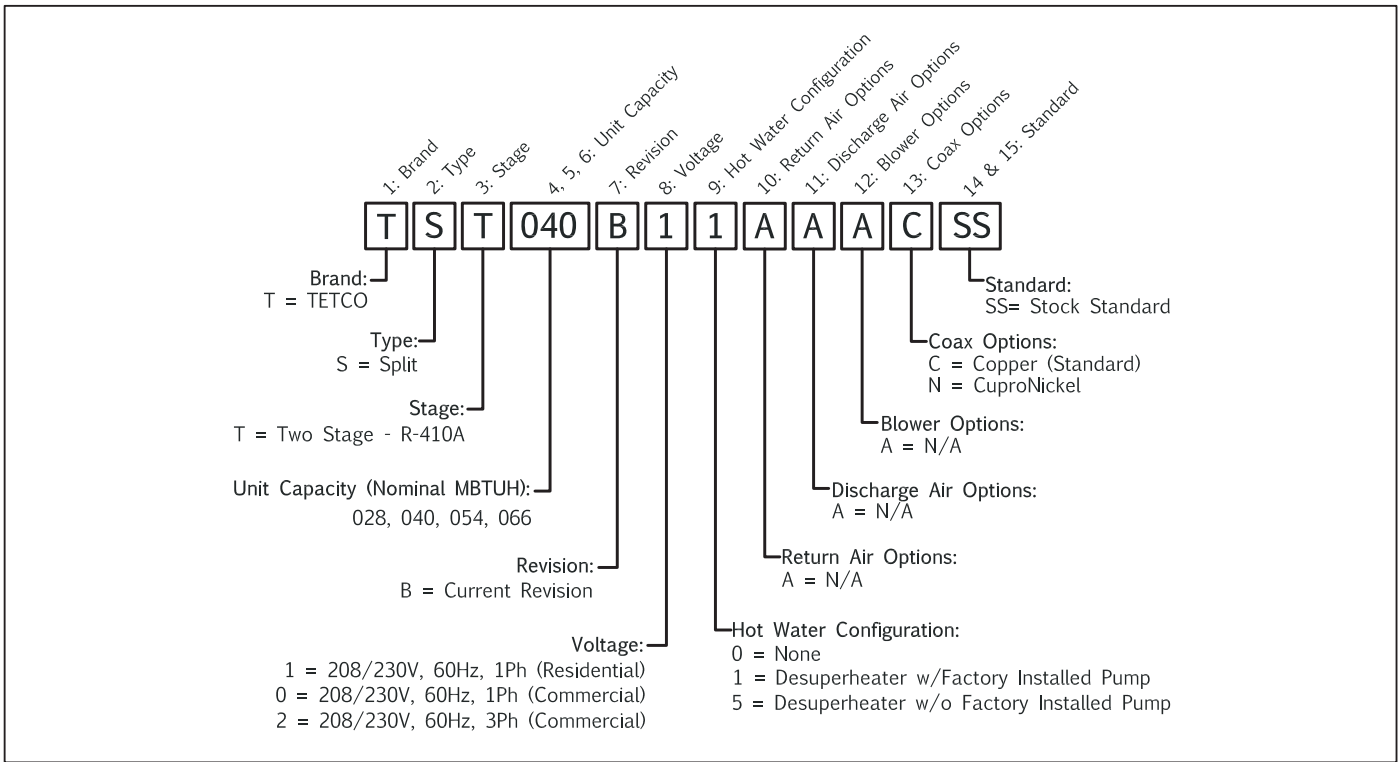 1: Brand
2: Type
3: Stage
4, 5, 6: Unit Capacity
7: Revision
8: Voltage
9: Hot Water Configuration
10: Return Air Options
11: Discharge Air Options
12: Blower Options
13: Coax Options
14 & 15: Standard
T S T 040 B 1 1 A A A C SS
Brand:
T = TETCO
Type:
S = Split
Stage:
T = Two Stage - R-410A
Unit Capacity (Nominal MBTUH):
028, 040, 054, 066
Revision:
B = Current Revision
Voltage:
1 = 208/230V, 60Hz, 1Ph (Residential)
0 = 208/230V, 60Hz, 1Ph (Commercial)
2 = 208/230V, 60Hz, 3Ph (Commercial)
Standard:
SS= Stock Standard
Coax Options:
C = Copper (Standard)
N = CuproNickel
Blower Options:
A = N/A
Discharge Air Options:
A = N/A
Return Air Options:
A = N/A
Hot Water Configuration:
0 = None
1 = Desuperheater w/Factory Installed Pump
5 = Desuperheater w/o Factory Installed Pump